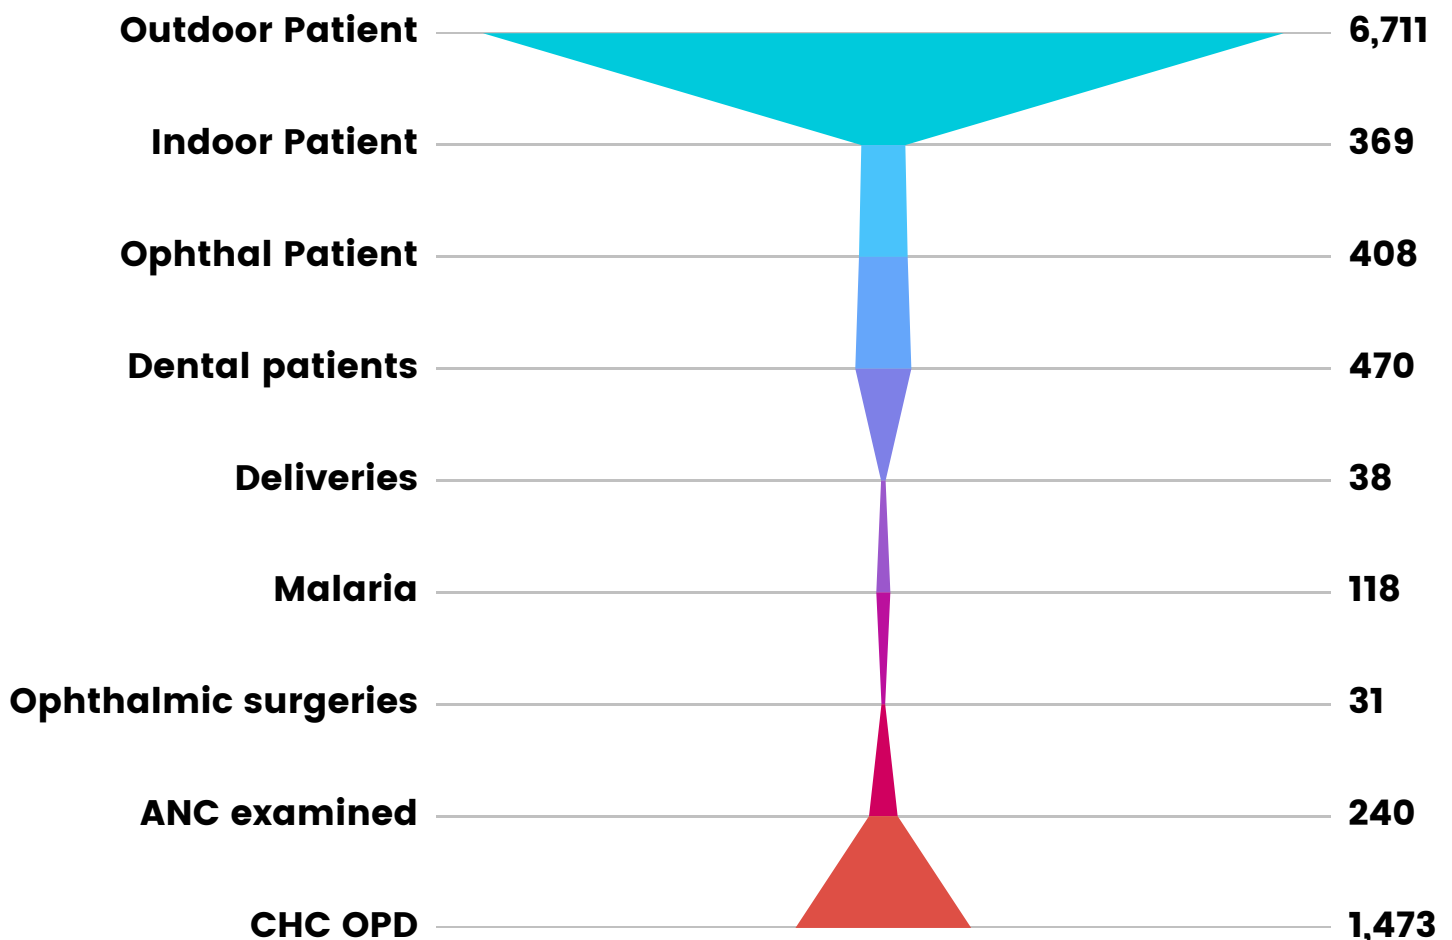 Outdoor Patient 6,711
Indoor Patient 369
Ophthal Patient 408
Dental patients 470
Deliveries 38
Malaria 118
Ophthalmic surgeries 31
ANC examined 240
CHC OPD 1,473